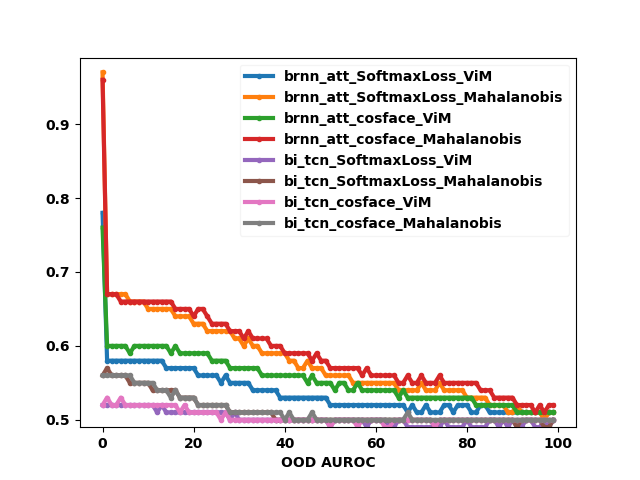 brnn_att_SoftmaxLoss_ViM
brnn_att_SoftmaxLoss_Mahalanobis
brnn_att_cosface_ViM
brnn_att_cosface_Mahalanobis
bi_tcn_SoftmaxLoss_ViM
bi_tcn_SoftmaxLoss_Mahalanobis
bi_tcn_cosface_ViM
bi_tcn_cosface_Mahalanobis
0.9
0.8
0.7
0.6
0.5
0 20 40 60 80 100
OOD AUROC